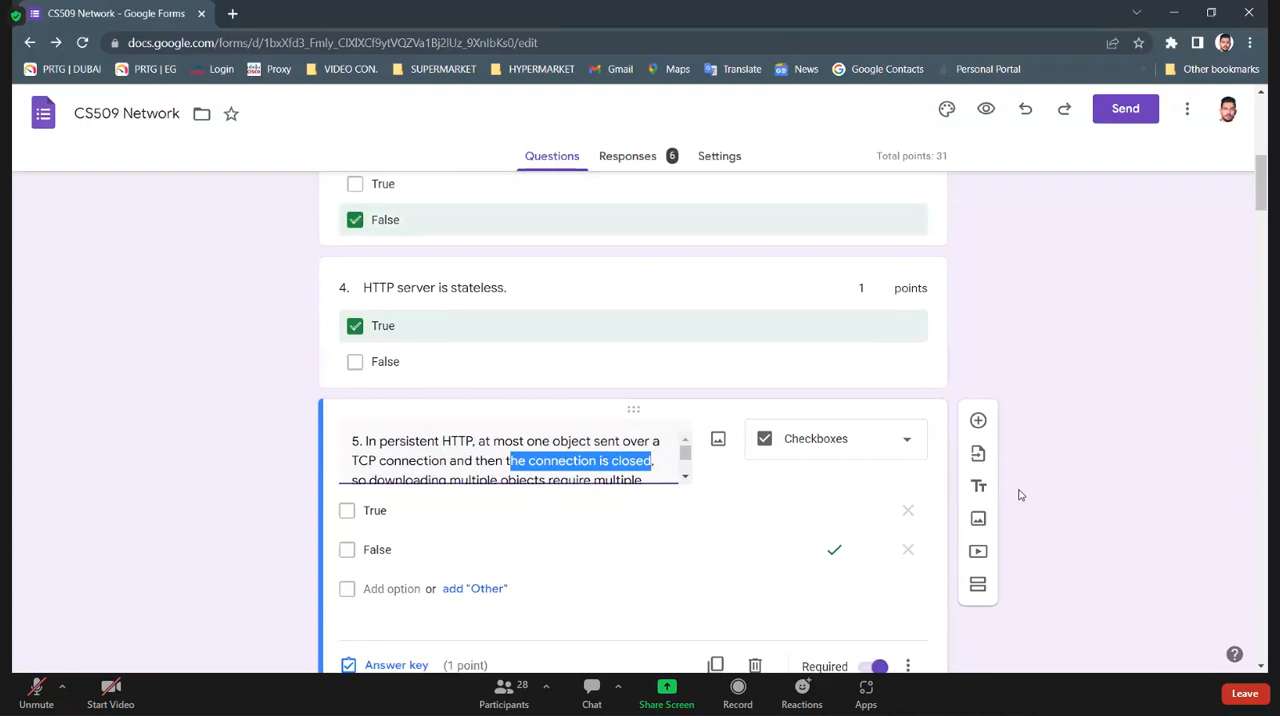 CS509 Network - Google Forms
docs.google.com/forms/d/1bxXfd3_Fmly_CIXlXCf9ytVQZVa1Bj2lUz_9XnIbKs0/edit
PRTG | DUBAI PRTG | EG Login Proxy VIDEO CON. SUPERMARKET HYPERMARKET Gmail Maps Translate News Google Contacts Personal Portal Other bookmarks
CS509 Network Send
Questions Responses 6 Settings Total points: 31
True
False
4. HTTP server is stateless. 1 points
True
False
5. In persistent HTTP, at most one object sent over a
TCP connection and then the connection is closed,
so downloading multiple objects require multiple
Checkboxes
True
False
Add option or add "Other"
Answer key (1 point) Required
28
Unmute Start Video Participants Chat Share Screen Record Reactions Apps Leave